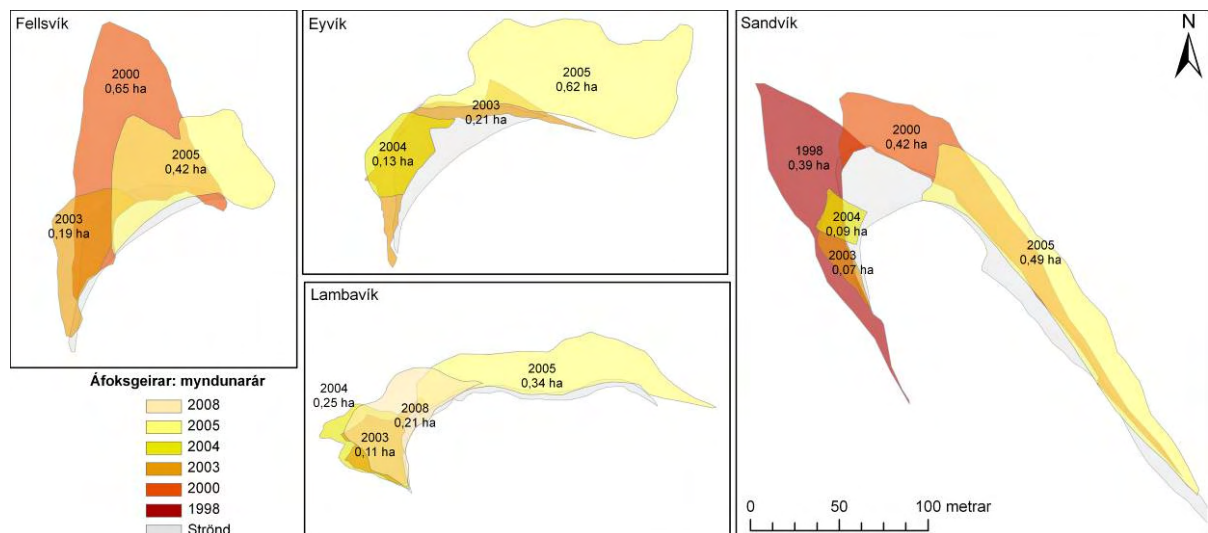 Fellsvík
2000
0,65 ha
2005
0,42 ha
2003
0,19 ha
Eyvík
2005
0,62 ha
2003
0,21 ha
2004
0,13 ha
Lambavík
2005
0,34 ha
2004
0,25 ha
2008
0,21 ha
2003
0,11 ha
Sandvík
N
2000
0,42 ha
1998
0,39 ha
2004
0,09 ha
2003
0,07 ha
2005
0,49 ha
0 50 100 metrar
Áfoksgeirar: myndunarár
2008
2005
2004
2003
2000
1998
Strönd